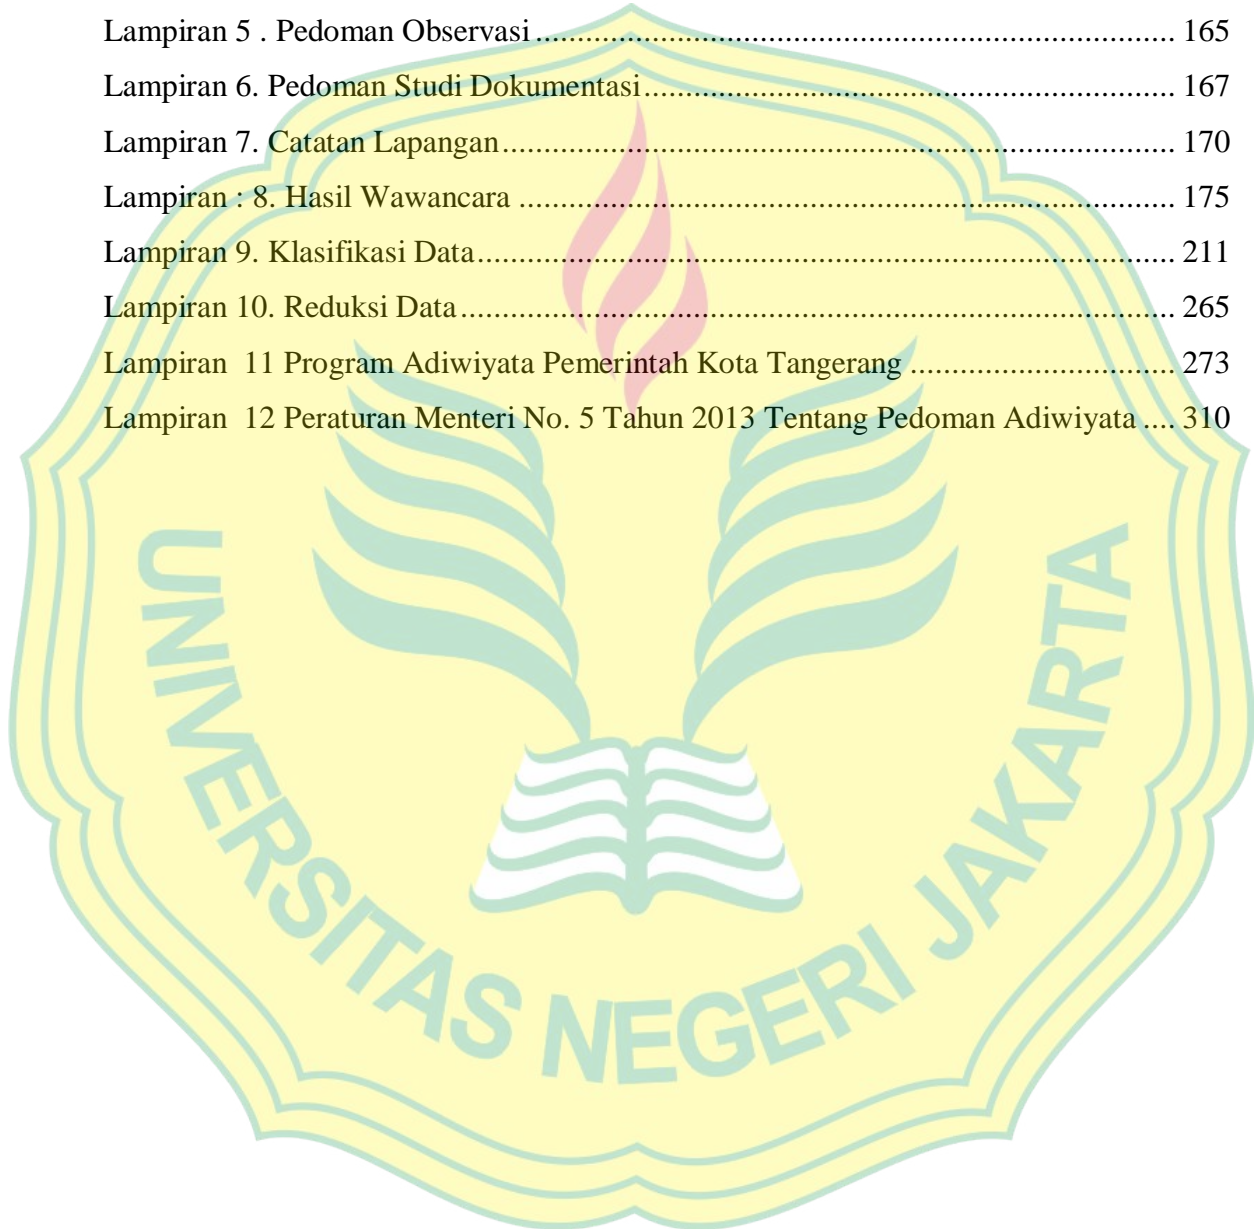 Lampiran 5 . Pedoman Observasi ........................................................................... 165
Lampiran 6. Pedoman Studi Dokumentasi............................................................... 167
Lampiran 7. Catatan Lapangan................................................................................ 170
Lampiran : 8. Hasil Wawancara .............................................................................. 175
Lampiran 9. Klasifikasi Data................................................................................... 211
Lampiran 10. Reduksi Data..................................................................................... 265
Lampiran  11 Program Adiwiyata Pemerintah Kota Tangerang ............................... 273
Lampiran  12 Peraturan Menteri No. 5 Tahun 2013 Tentang Pedoman Adiwiyata .... 310
UNIVERSITAS NEGERI JAKARTA